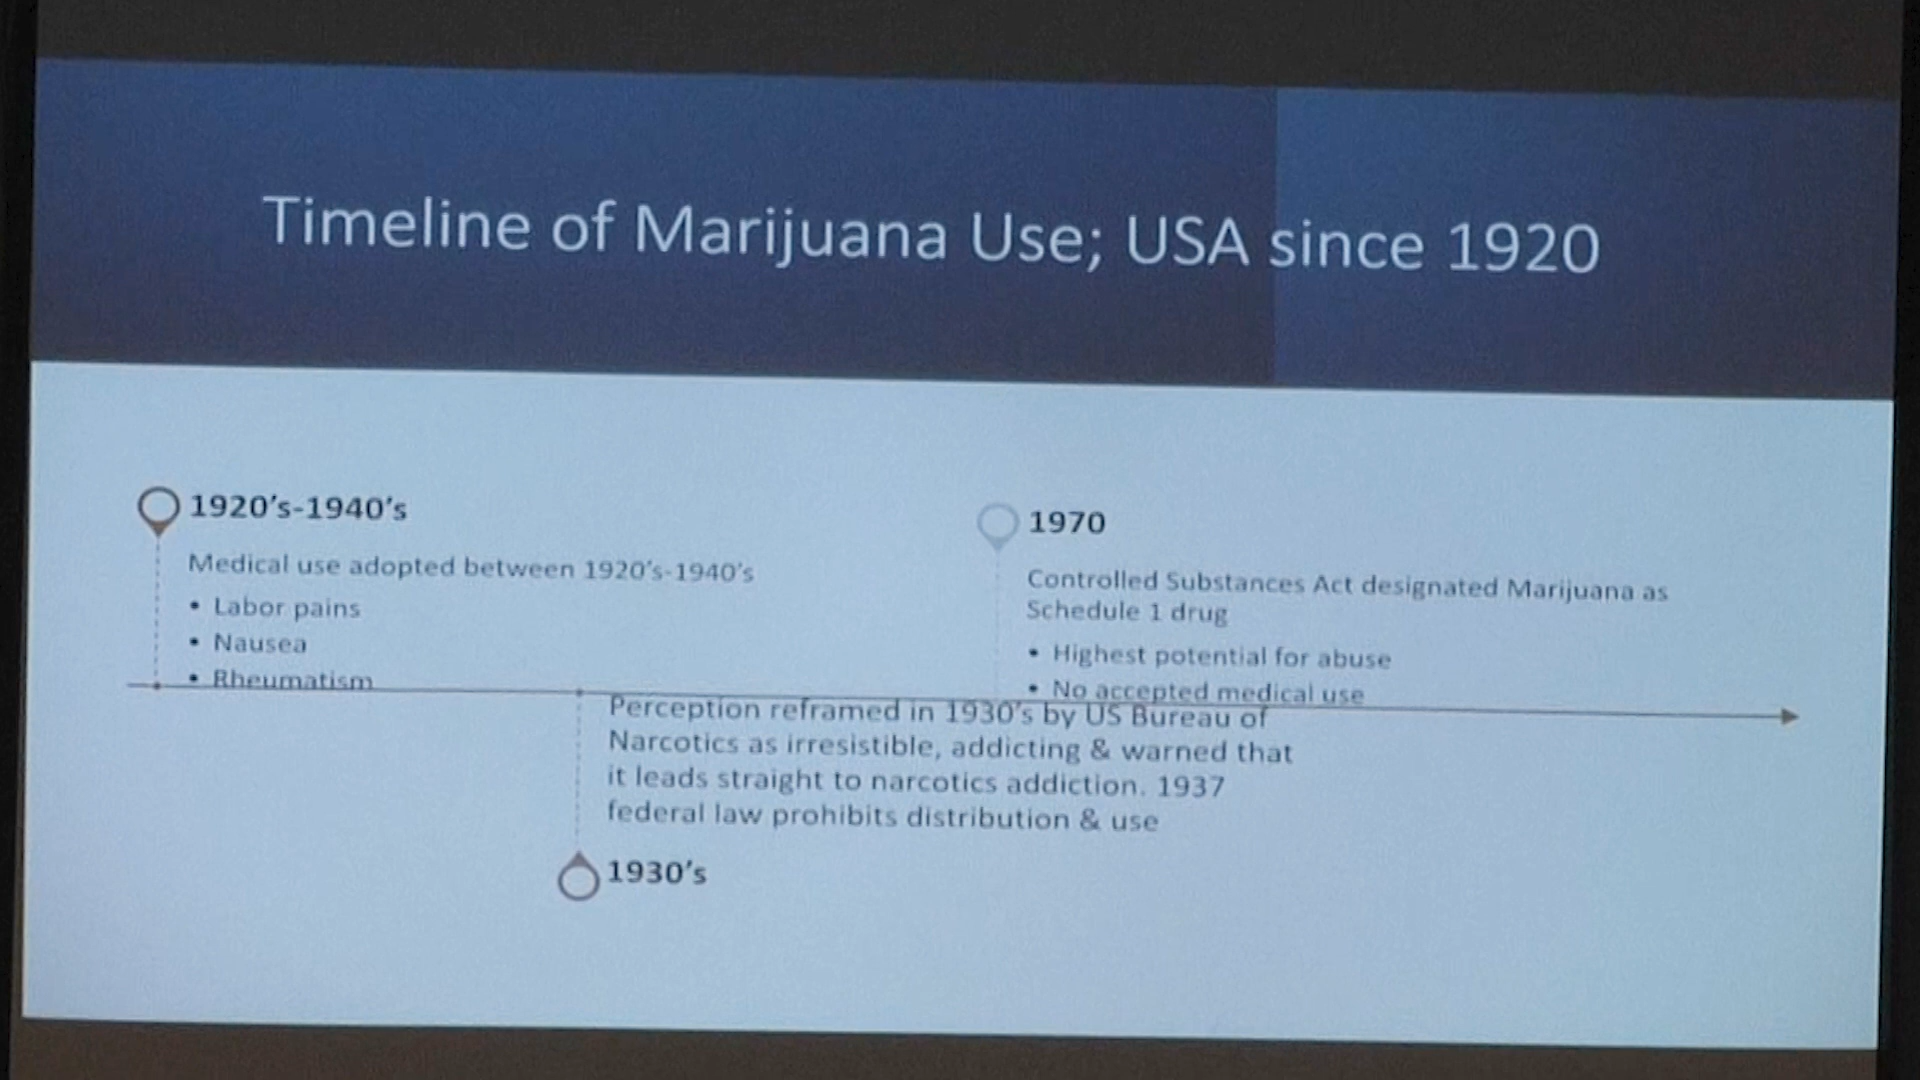 Timeline of Marijuana Use; USA since 1920
1920's-1940's
Medical use adopted between 1920's-1940's
• Labor pains
• Nausea
• Rheumatism
1970
Controlled Substances Act designated Marijuana as
Schedule 1 drug
• Highest potential for abuse
• No accepted medical use
Perception reframed in 1930's by US Bureau of
Narcotics as irresistible, addicting & warned that
it leads straight to narcotics addiction. 1937
federal law prohibits distribution & use
1930's